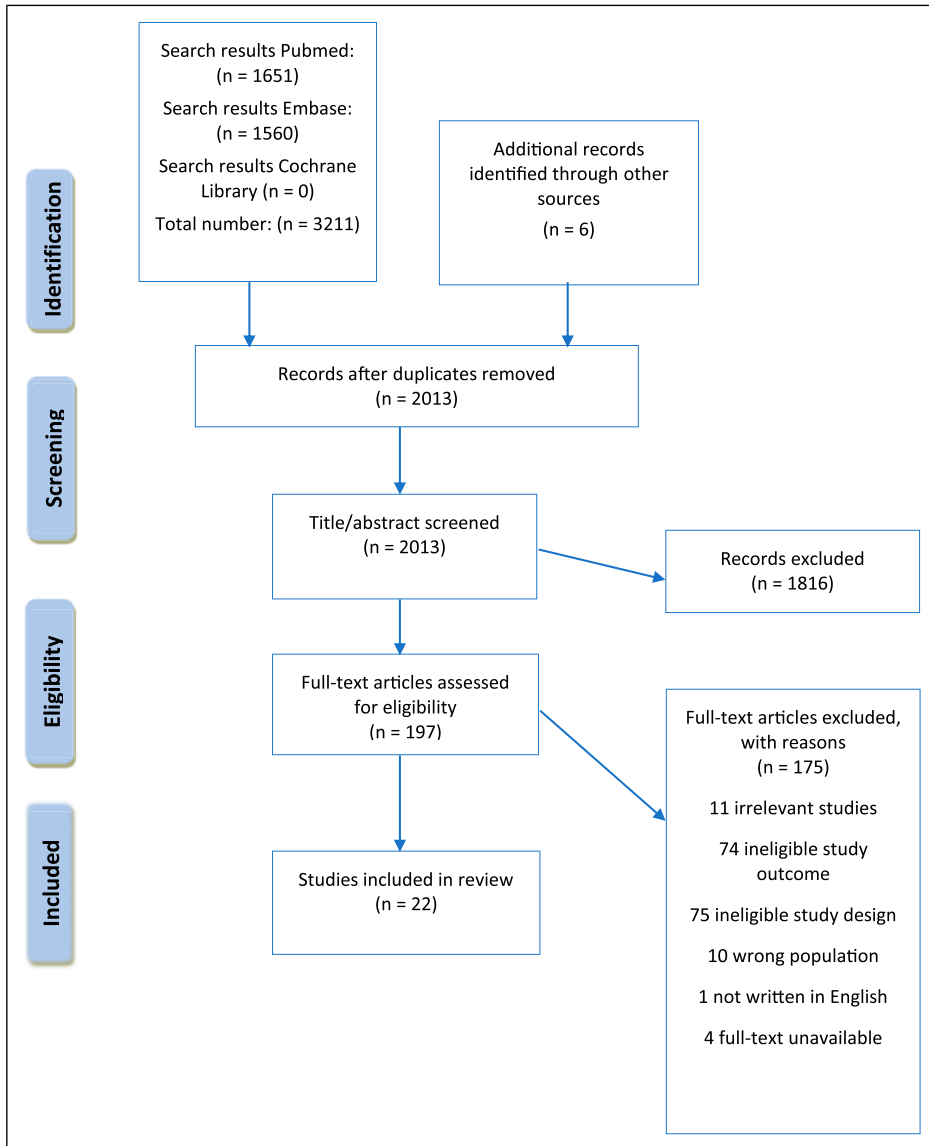 Search results Pubmed:
(n = 1651)
Search results Embase:
(n = 1560)
Search results Cochrane
Library (n = 0)
Total number: (n = 3211)
Additional records
identified through other
sources
(n = 6)
Identification
Records after duplicates removed
(n = 2013)
Screening
Title/abstract screened
(n = 2013)
Records excluded
(n = 1816)
Eligibility
Full-text articles assessed
for eligibility
(n = 197)
Full-text articles excluded,
with reasons
(n = 175)
11 irrelevant studies
74 ineligible study
outcome
75 ineligible study design
10 wrong population
1 not written in English
4 full-text unavailable
Included
Studies included in review
(n = 22)